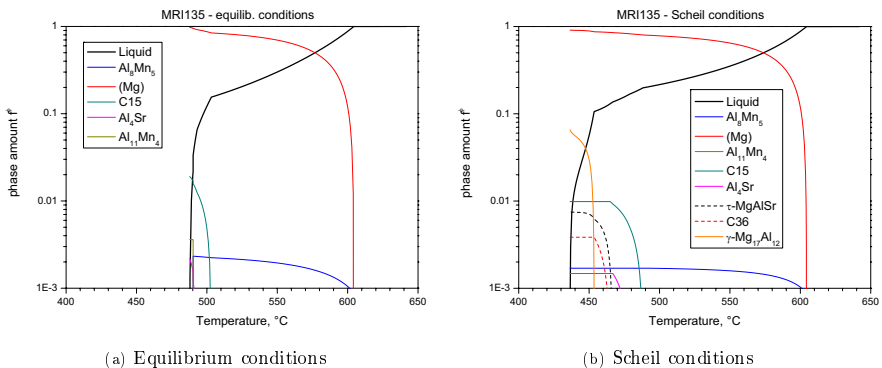 MRI135 - equilib. conditions
phase amount fᵠ
1
0.1
0.01
1E-3
Liquid
Al₈Mn₅
(Mg)
C15
Al₄Sr
Al₁₁Mn₄
400 450 500 550 600 650
Temperature, °C
(a) Equilibrium conditions
MRI135 - Scheil conditions
phase amount fᵠ
1
0.1
0.01
1E-3
Liquid
Al₈Mn₅
(Mg)
Al₁₁Mn₄
C15
Al₄Sr
τ-MgAlSr
C36
γ-Mg₁₇Al₁₂
400 450 500 550 600 650
Temperature, °C
(b) Scheil conditions